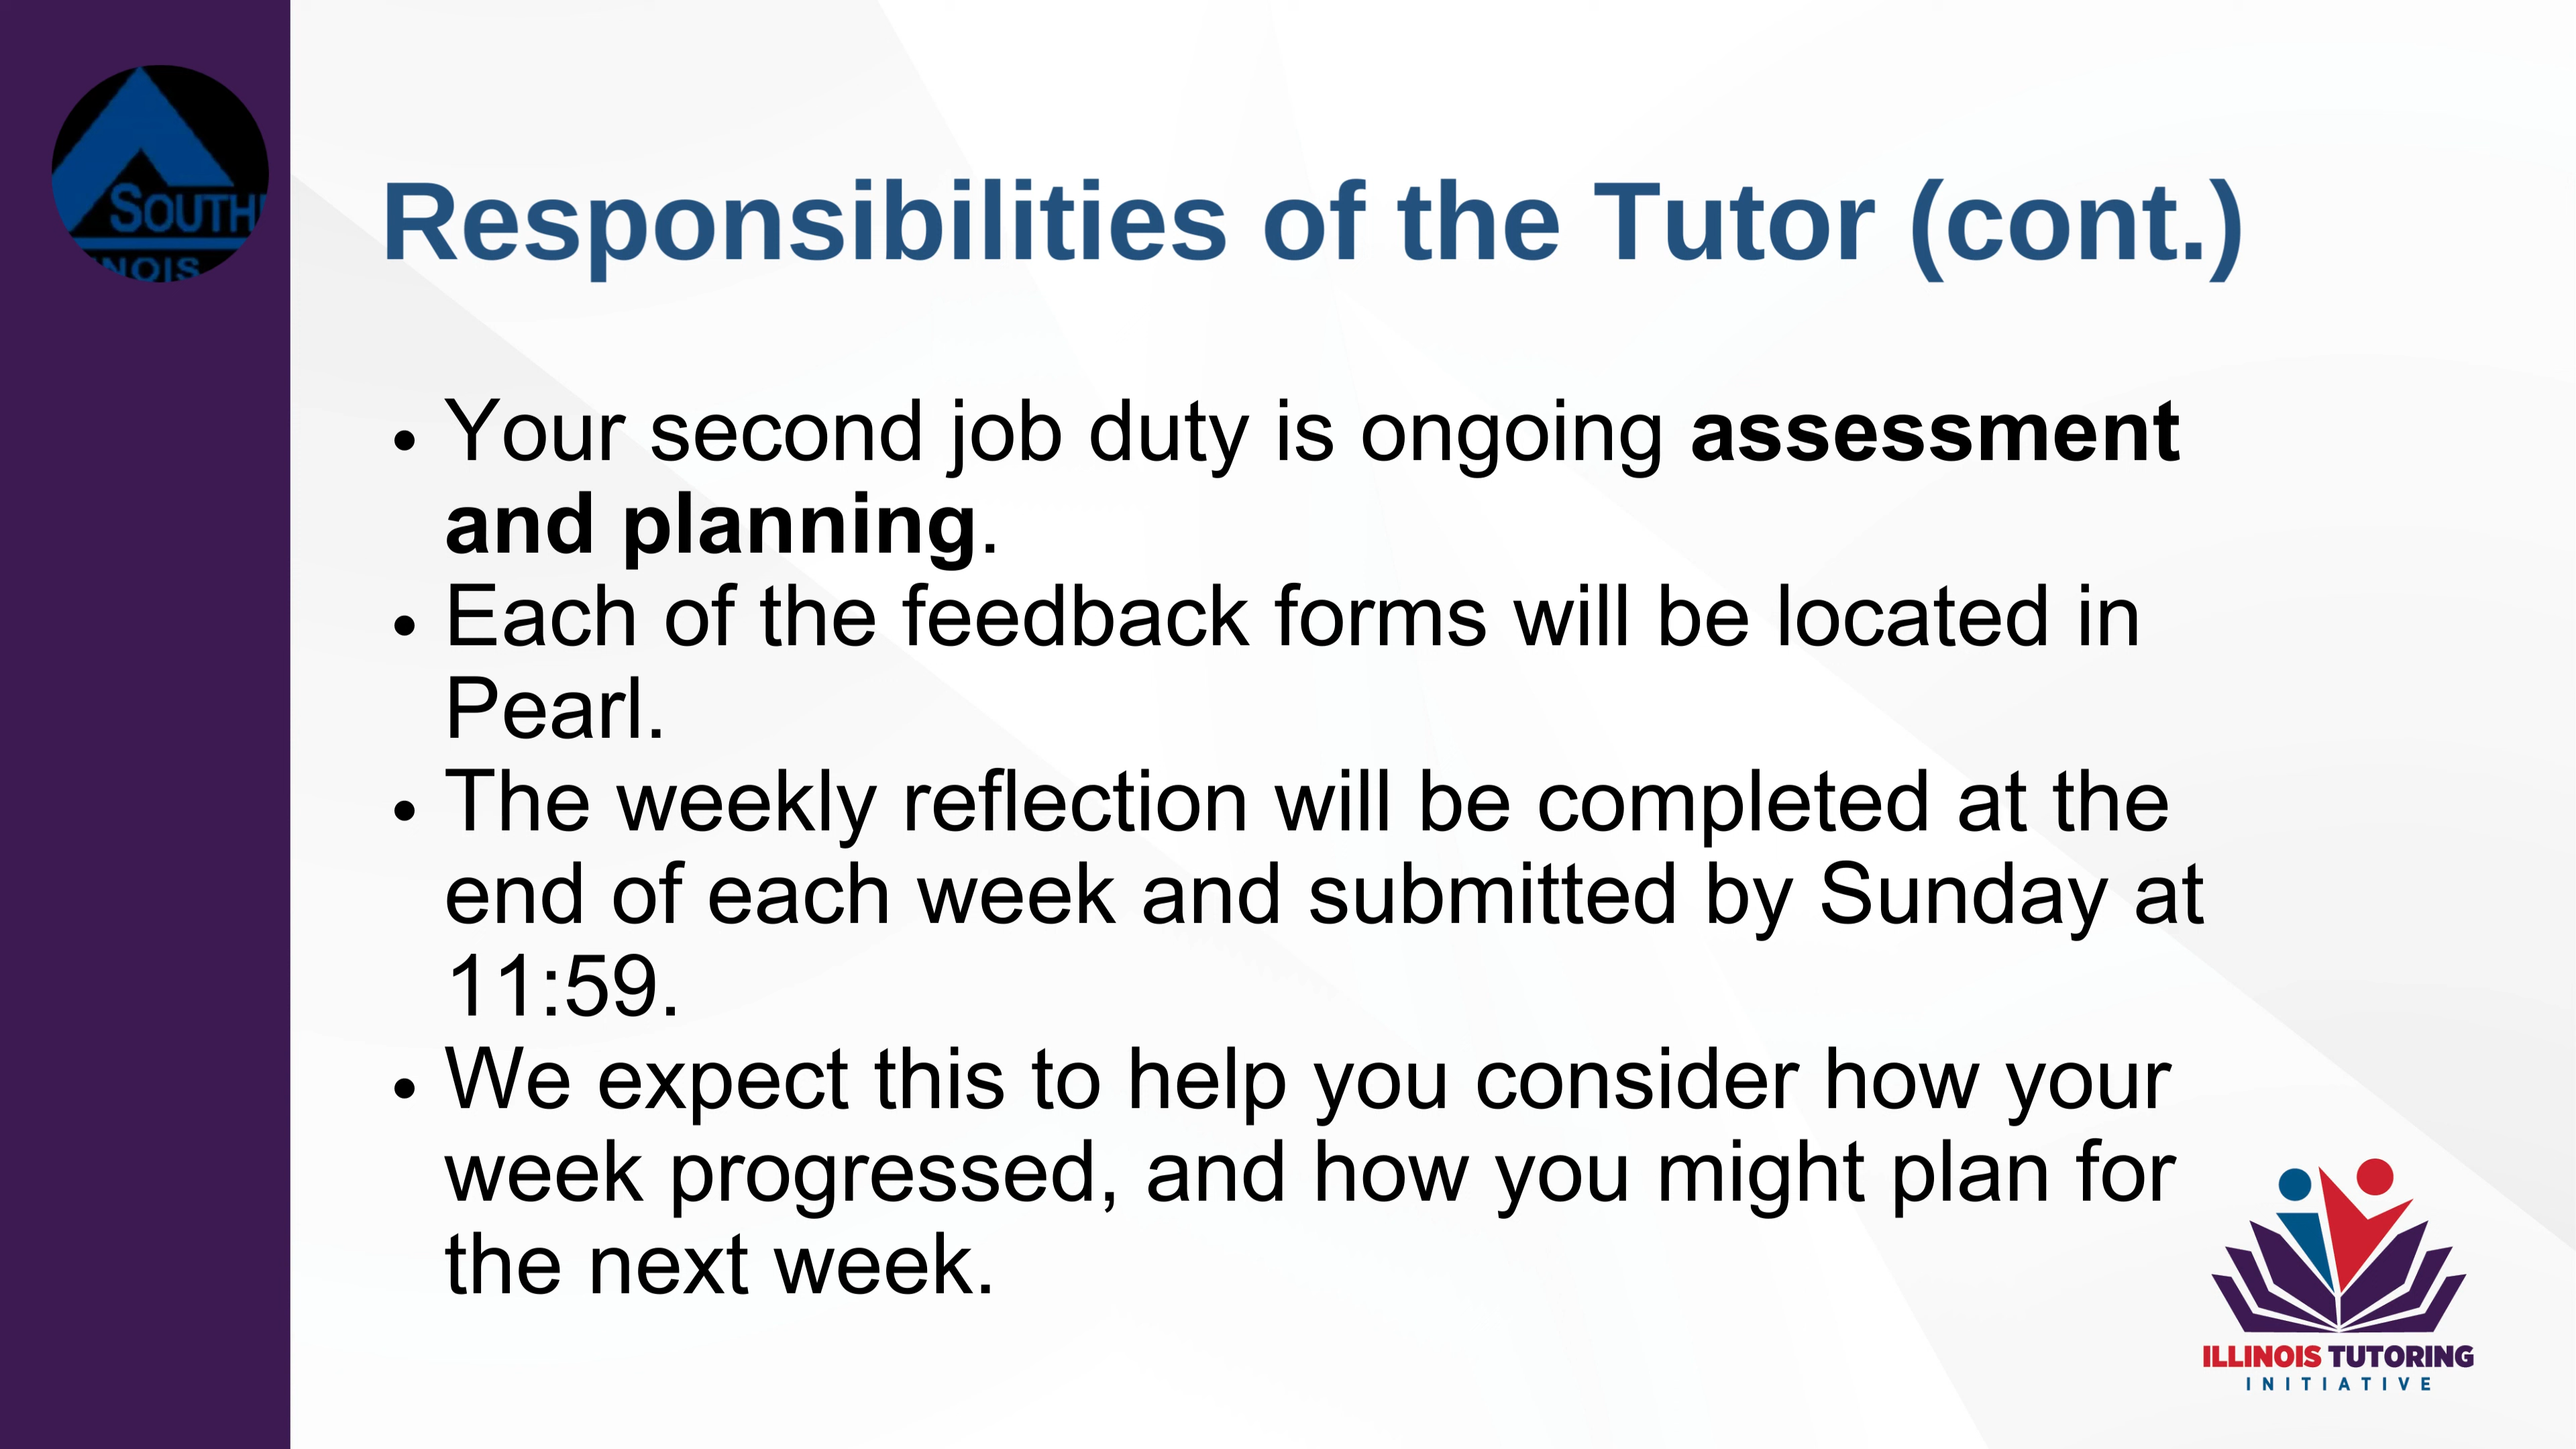 SOUTH
NOIS
Responsibilities of the Tutor (cont.)
• Your second job duty is ongoing assessment
and planning.
• Each of the feedback forms will be located in
Pearl.
• The weekly reflection will be completed at the
end of each week and submitted by Sunday at
11:59.
• We expect this to help you consider how your
week progressed, and how you might plan for
the next week.
ILLINOIS TUTORING
INITIATIVE